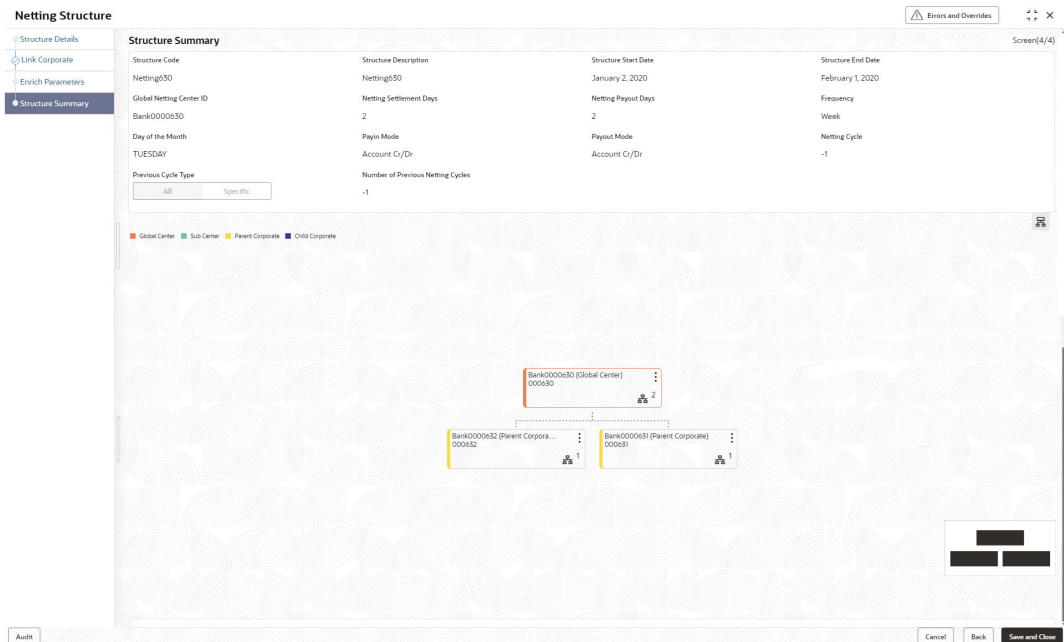 Netting Structure
Errors and Overrides
Structure Details
Link Corporate
Enrich Parameters
Structure Summary
Structure Summary
Screen(4/4)
Structure Code
Structure Description
Structure Start Date
Structure End Date
Netting630
Netting630
January 2, 2020
February 1, 2020
Global Netting Center ID
Netting Settlement Days
Netting Payout Days
Frequency
Bank0000630
2
2
Week
Day of the Month
Payin Mode
Payout Mode
Netting Cycle
TUESDAY
Account Cr/Dr
Account Cr/Dr
-1
Previous Cycle Type
Number of Previous Netting Cycles
All
Specific
-1
Global Center
Sub Center
Parent Corporate
Child Corporate
Bank0000630 (Global Center)
000630
2
Bank0000632 (Parent Corpora...
000632
1
Bank0000631 (Parent Corporate)
000631
1
Audit
Cancel
Back
Save and Close